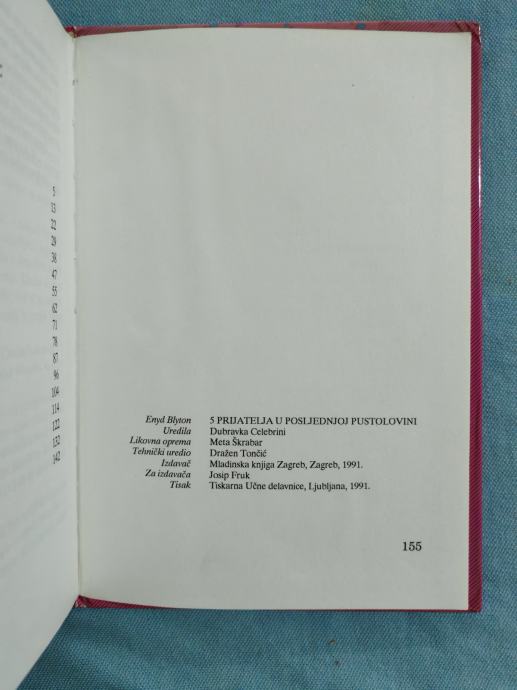 5
13
22
29
38
47
55
62
71
78
87
96
104
114
122
132
142
Enyd Blyton 5 PRIJATELJA U POSLJEDNJOJ PUSTOLOVINI
Uredila Dubravka Celebrini
Likovna oprema Meta Škrabar
Tehnički uredio Dražen Tončić
Izdavač Mladinska knjiga Zagreb, Zagreb, 1991.
Za izdavača Josip Fruk
Tisak Tiskarna Učne delavnice, Ljubljana, 1991.
155